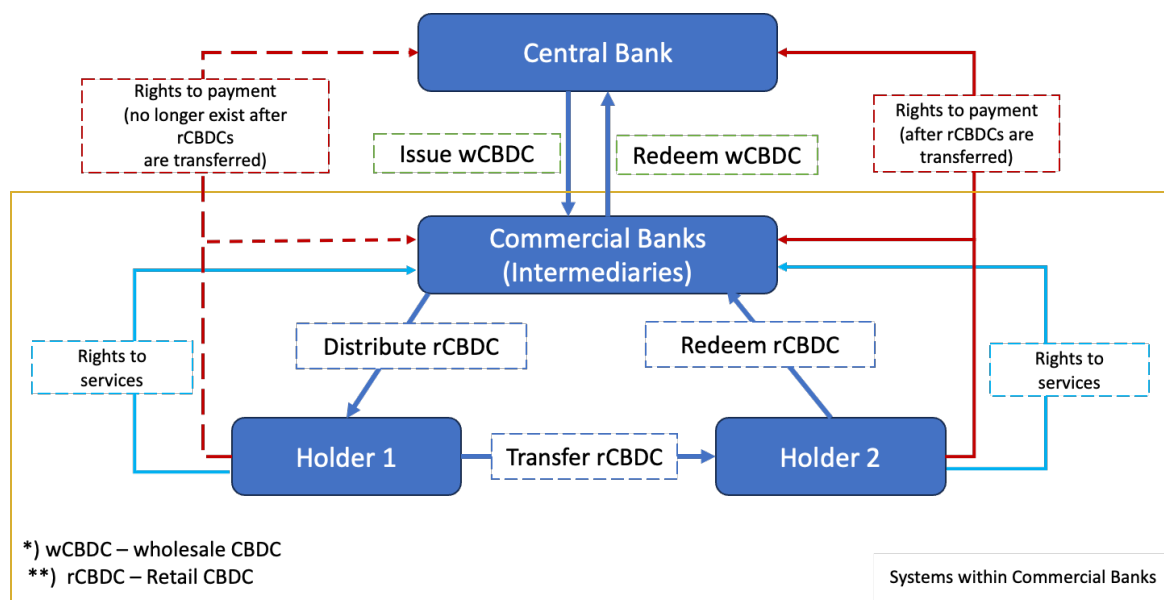 Central Bank
Rights to payment
(no longer exist after
rCBDCs
are transferred)
Issue wCBDC
Redeem wCBDC
Rights to payment
(after rCBDCs are
transferred)
Commercial Banks
(Intermediaries)
Rights to
services
Distribute rCBDC
Redeem rCBDC
Rights to
services
Holder 1
Transfer rCBDC
Holder 2
*) wCBDC – wholesale CBDC
**) rCBDC – Retail CBDC
Systems within Commercial Banks